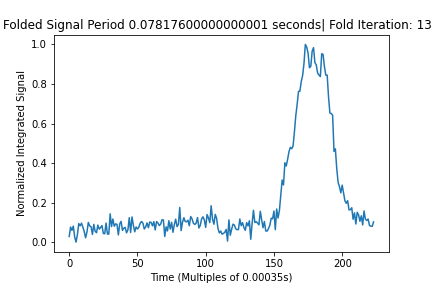 Folded Signal Period 0.07817600000000001 seconds| Fold Iteration: 13
1.0
0.8
0.6
0.4
0.2
0.0
Normalized Integrated Signal
0 50 100 150 200
Time (Multiples of 0.00035s)